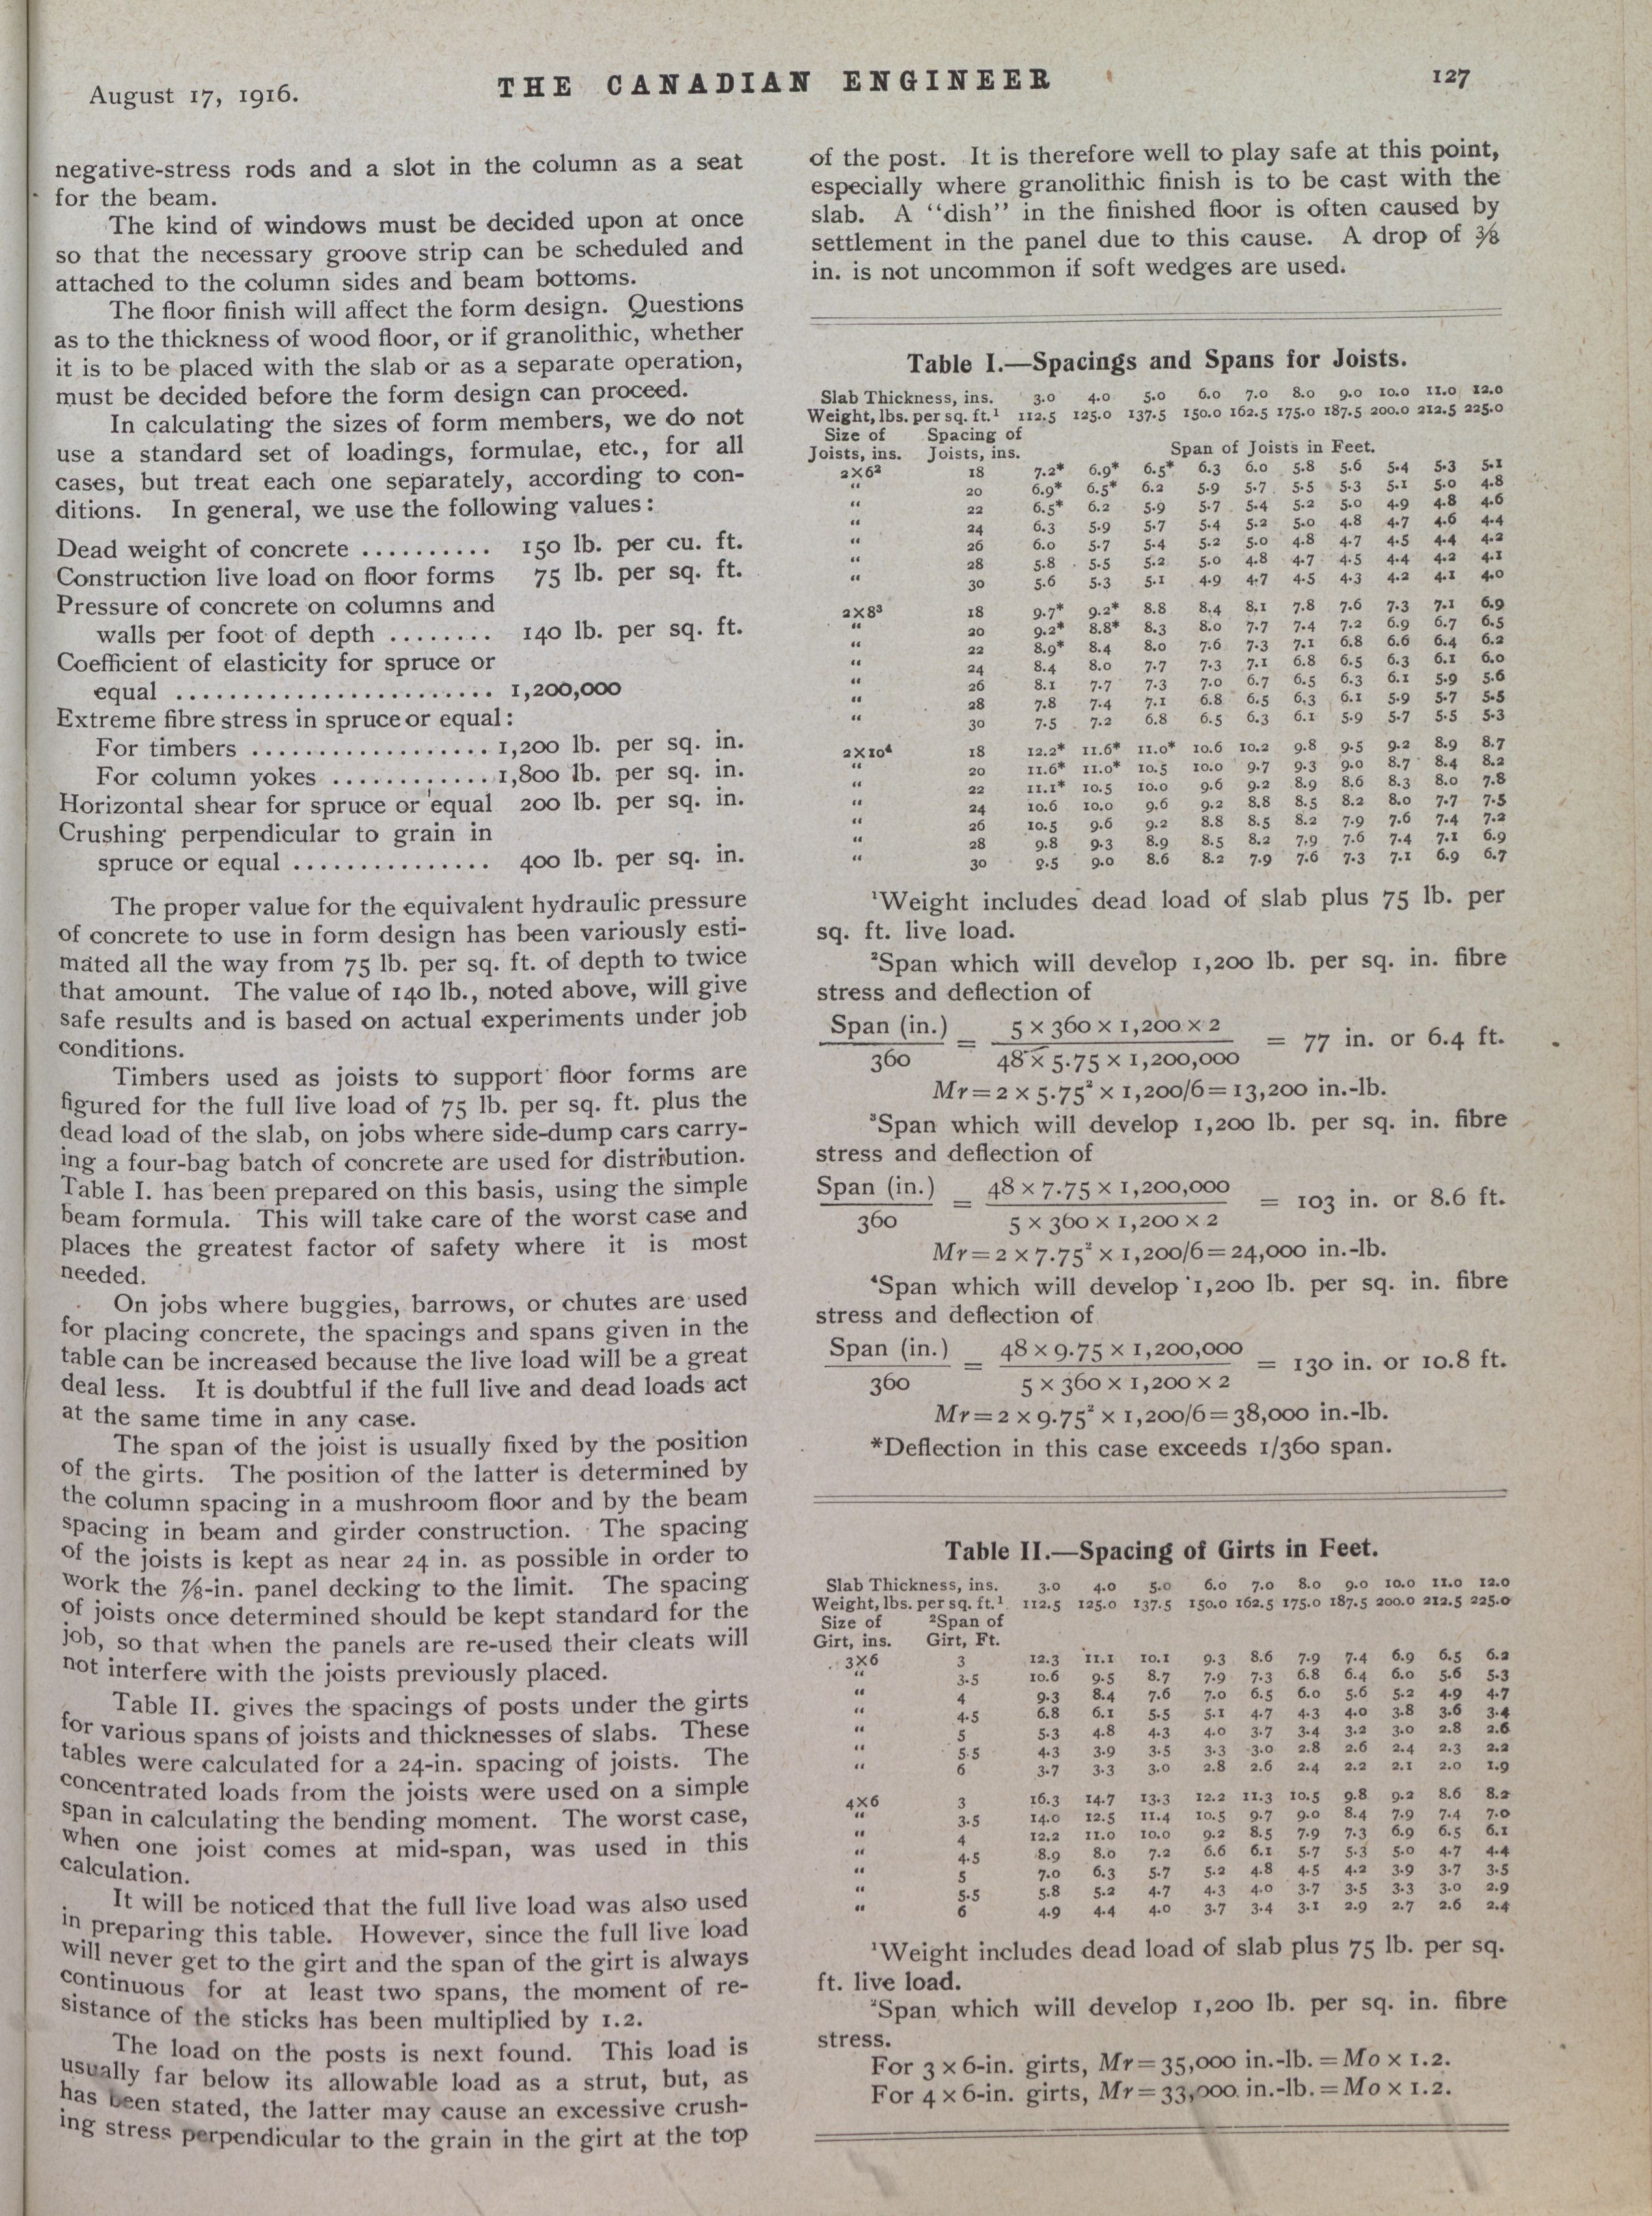 August 17, 1916.
THE CANADIAN ENGINEER
127
negative-stress rods and a slot in the column as a seat
for the beam.
The kind of windows must be decided upon at once
so that the necessary groove strip can be scheduled and
attached to the column sides and beam bottoms.
The floor finish will affect the form design. Questions
as to the thickness of wood floor, or if granolithic, whether
it is to be placed with the slab or as a separate operation,
must be decided before the form design can proceed.
In calculating the sizes of form members, we do not
use a standard set of loadings, formulae, etc., for all
cases, but treat each one separately, according to con-
ditions. In general, we use the following values:
Dead weight of concrete .......... 150 lb. per cu. ft.
Construction live load on floor forms 75 lb. per sq. ft.
Pressure of concrete on columns and
walls per foot of depth ........ 140 lb. per sq. ft.
Coefficient of elasticity for spruce or
equal ........................ 1,200,000
Extreme fibre stress in spruce or equal:
For timbers .................. 1,200 lb. per sq. in.
For column yokes ............ 1,800 lb. per sq. in.
Horizontal shear for spruce or equal 200 lb. per sq. in.
Crushing perpendicular to grain in
spruce or equal ............... 400 lb. per sq. in.
The proper value for the equivalent hydraulic pressure
of concrete to use in form design has been variously esti-
mated all the way from 75 lb. per sq. ft. of depth to twice
that amount. The value of 140 lb., noted above, will give
safe results and is based on actual experiments under job
conditions.
Timbers used as joists to support floor forms are
figured for the full live load of 75 lb. per sq. ft. plus the
dead load of the slab, on jobs where side-dump cars carry-
ing a four-bag batch of concrete are used for distribution.
Table I. has been prepared on this basis, using the simple
beam formula. This will take care of the worst case and
places the greatest factor of safety where it is most
needed.
On jobs where buggies, barrows, or chutes are used
for placing concrete, the spacings and spans given in the
table can be increased because the live load will be a great
deal less. It is doubtful if the full live and dead loads act
at the same time in any case.
The span of the joist is usually fixed by the position
of the girts. The position of the latter is determined by
the column spacing in a mushroom floor and by the beam
spacing in beam and girder construction. The spacing
of the joists is kept as near 24 in. as possible in order to
work the ⅞-in. panel decking to the limit. The spacing
of joists once determined should be kept standard for the
job, so that when the panels are re-used their cleats will
not interfere with the joists previously placed.
Table II. gives the spacings of posts under the girts
for various spans of joists and thicknesses of slabs. These
tables were calculated for a 24-in. spacing of joists. The
concentrated loads from the joists were used on a simple
span in calculating the bending moment. The worst case,
when one joist comes at mid-span, was used in this
calculation.
It will be noticed that the full live load was also used
in preparing this table. However, since the full live load
will never get to the girt and the span of the girt is always
continuous for at least two spans, the moment of re-
sistance of the sticks has been multiplied by 1.2.
The load on the posts is next found. This load is
usually far below its allowable load as a strut, but, as
has been stated, the latter may cause an excessive crush-
ing stress perpendicular to the grain in the girt at the top
of the post. It is therefore well to play safe at this point,
especially where granolithic finish is to be cast with the
slab. A "dish" in the finished floor is often caused by
settlement in the panel due to this cause. A drop of ⅜
in. is not uncommon if soft wedges are used.
Table I.—Spacings and Spans for Joists.
Slab Thickness, ins. 3.0 4.0 5.0 6.0 7.0 8.0 9.0 10.0 11.0 12.0
Weight, lbs. per sq. ft.¹ 112.5 125.0 137.5 150.0 162.5 175.0 187.5 200.0 212.5 225.0
Size of Spacing of
Joists, ins. Joists, ins. Span of Joists in Feet.
2×6² 18 7.2* 6.9* 6.5* 6.3 6.0 5.8 5.6 5.4 5.3 5.1
" 20 6.9* 6.5* 6.2 5.9 5.7 5.5 5.3 5.1 5.0 4.8
" 22 6.5* 6.2 5.9 5.7 5.4 5.2 5.0 4.9 4.8 4.6
" 24 6.3 5.9 5.7 5.4 5.2 5.0 4.8 4.7 4.6 4.4
" 26 6.0 5.7 5.4 5.2 5.0 4.8 4.7 4.5 4.4 4.2
" 28 5.8 5.5 5.2 5.0 4.8 4.7 4.5 4.4 4.2 4.1
" 30 5.6 5.3 5.1 4.9 4.7 4.5 4.3 4.2 4.1 4.0
2×8³ 18 9.7* 9.2* 8.8 8.4 8.1 7.8 7.6 7.3 7.1 6.9
" 20 9.2* 8.8* 8.3 8.0 7.7 7.4 7.2 6.9 6.7 6.5
" 22 8.9* 8.4 8.0 7.6 7.3 7.1 6.8 6.6 6.4 6.2
" 24 8.4 8.0 7.7 7.3 7.1 6.8 6.5 6.3 6.1 6.0
" 26 8.1 7.7 7.3 7.0 6.7 6.5 6.3 6.1 5.9 5.6
" 28 7.8 7.4 7.1 6.8 6.5 6.3 6.1 5.9 5.7 5.5
" 30 7.5 7.2 6.8 6.5 6.3 6.1 5.9 5.7 5.5 5.3
2×10⁴ 18 12.2* 11.6* 11.0* 10.6 10.2 9.8 9.5 9.2 8.9 8.7
" 20 11.6* 11.0* 10.5 10.0 9.7 9.3 9.0 8.7 8.4 8.2
" 22 11.1* 10.5 10.0 9.6 9.2 8.9 8.6 8.3 8.0 7.8
" 24 10.6 10.0 9.6 9.2 8.8 8.5 8.2 8.0 7.7 7.5
" 26 10.5 9.6 9.2 8.8 8.5 8.2 7.9 7.6 7.4 7.2
" 28 9.8 9.3 8.9 8.5 8.2 7.9 7.6 7.4 7.1 6.9
" 30 9.5 9.0 8.6 8.2 7.9 7.6 7.3 7.1 6.9 6.7
¹Weight includes dead load of slab plus 75 lb. per
sq. ft. live load.
²Span which will develop 1,200 lb. per sq. in. fibre
stress and deflection of
Span (in.)/360 = 5 × 360 × 1,200 × 2/48 × 5.75 × 1,200,000 = 77 in. or 6.4 ft.
Mr = 2 × 5.75² × 1,200/6 = 13,200 in.-lb.
³Span which will develop 1,200 lb. per sq. in. fibre
stress and deflection of
Span (in.)/360 = 48 × 7.75 × 1,200,000/5 × 360 × 1,200 × 2 = 103 in. or 8.6 ft.
Mr = 2 × 7.75² × 1,200/6 = 24,000 in.-lb.
⁴Span which will develop 1,200 lb. per sq. in. fibre
stress and deflection of
Span (in.)/360 = 48 × 9.75 × 1,200,000/5 × 360 × 1,200 × 2 = 130 in. or 10.8 ft.
Mr = 2 × 9.75² × 1,200/6 = 38,000 in.-lb.
*Deflection in this case exceeds 1/360 span.
Table II.—Spacing of Girts in Feet.
Slab Thickness, ins. 3.0 4.0 5.0 6.0 7.0 8.0 9.0 10.0 11.0 12.0
Weight, lbs. per sq. ft.¹ 112.5 125.0 137.5 150.0 162.5 175.0 187.5 200.0 212.5 225.0
Size of ²Span of
Girt, ins. Girt, Ft.
3×6 3 12.3 11.1 10.1 9.3 8.6 7.9 7.4 6.9 6.5 6.2
" 3.5 10.6 9.5 8.7 7.9 7.3 6.8 6.4 6.0 5.6 5.3
" 4 9.3 8.4 7.6 7.0 6.5 6.0 5.6 5.2 4.9 4.7
" 4.5 6.8 6.1 5.5 5.1 4.7 4.3 4.0 3.8 3.6 3.4
" 5 5.3 4.8 4.3 4.0 3.7 3.4 3.2 3.0 2.8 2.6
" 5.5 4.3 3.9 3.5 3.3 3.0 2.8 2.6 2.4 2.3 2.2
" 6 3.7 3.3 3.0 2.8 2.6 2.4 2.2 2.1 2.0 1.9
4×6 3 16.3 14.7 13.3 12.2 11.3 10.5 9.8 9.2 8.6 8.2
" 3.5 14.0 12.5 11.4 10.5 9.7 9.0 8.4 7.9 7.4 7.0
" 4 12.2 11.0 10.0 9.2 8.5 7.9 7.3 6.9 6.5 6.1
" 4.5 8.9 8.0 7.2 6.6 6.1 5.7 5.3 5.0 4.7 4.4
" 5 7.0 6.3 5.7 5.2 4.8 4.5 4.2 3.9 3.7 3.5
" 5.5 5.8 5.2 4.7 4.3 4.0 3.7 3.5 3.3 3.0 2.9
" 6 4.9 4.4 4.0 3.7 3.4 3.1 2.9 2.7 2.6 2.4
¹Weight includes dead load of slab plus 75 lb. per sq.
ft. live load.
²Span which will develop 1,200 lb. per sq. in. fibre
stress.
For 3 × 6-in. girts, Mr = 35,000 in.-lb. = Mo × 1.2.
For 4 × 6-in. girts, Mr = 33,000 in.-lb. = Mo × 1.2.